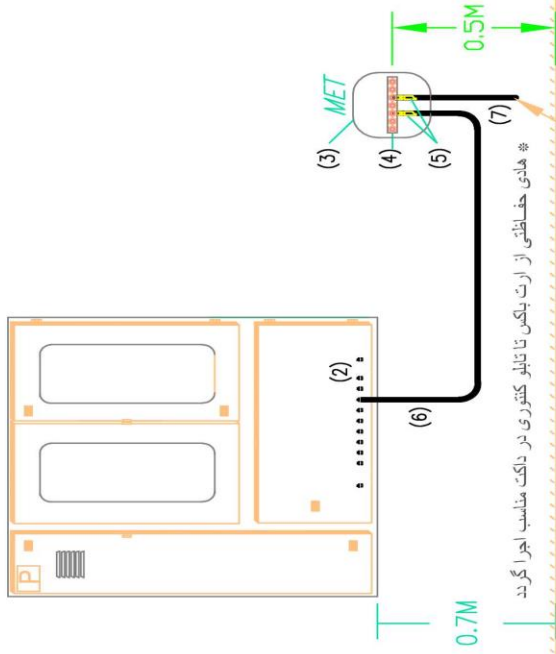 P
MET
(3)
(4)
(5)
(2)
(6)
(7)
0.5M
0.7M
* هادی حفاظتی از ارت باکس تا تابلو کنتوری در داکت مناسب اجرا گردد